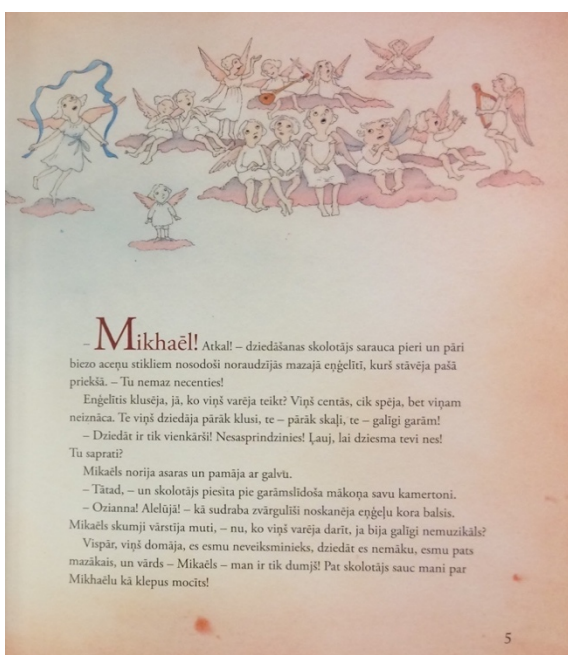 – Mikhaēl! Atkal! – dziedāšanas skolotājs sarauca pieri un pāri
biezo aceņu stikliem nosodoši noraudzījās mazajā eņģelītī, kurš stāvēja pašā
priekšā. – Tu nemaz necenties!
Eņģelītis klusēja, jā, ko viņš varēja teikt? Viņš centās, cik spēja, bet viņam
neiznāca. Te viņš dziedāja pārāk klusi, te – pārāk skaļi, te – galīgi garām!
– Dziedāt ir tik vienkārši! Nesasprindzinies! Ļauj, lai dziesma tevi nes!
Tu saprati?
Mikaēls norija asaras un pamāja ar galvu.
– Tātad, – un skolotājs piesita pie garāmslīdoša mākoņa savu kamertoni.
– Ozianna! Alelūjā! – kā sudraba zvārgulīši noskanēja eņģeļu kora balsis.
Mikaēls skumji vārstīja muti, – nu, ko viņš varēja darīt, ja bija galīgi nemuzikāls?
Vispār, viņš domāja, es esmu neveiksminieks, dziedāt es nemāku, esmu pats
mazākais, un vārds – Mikaēls – man ir tik dumjš! Pat skolotājs sauc mani par
Mikhaēlu kā klepus mocīts!
5